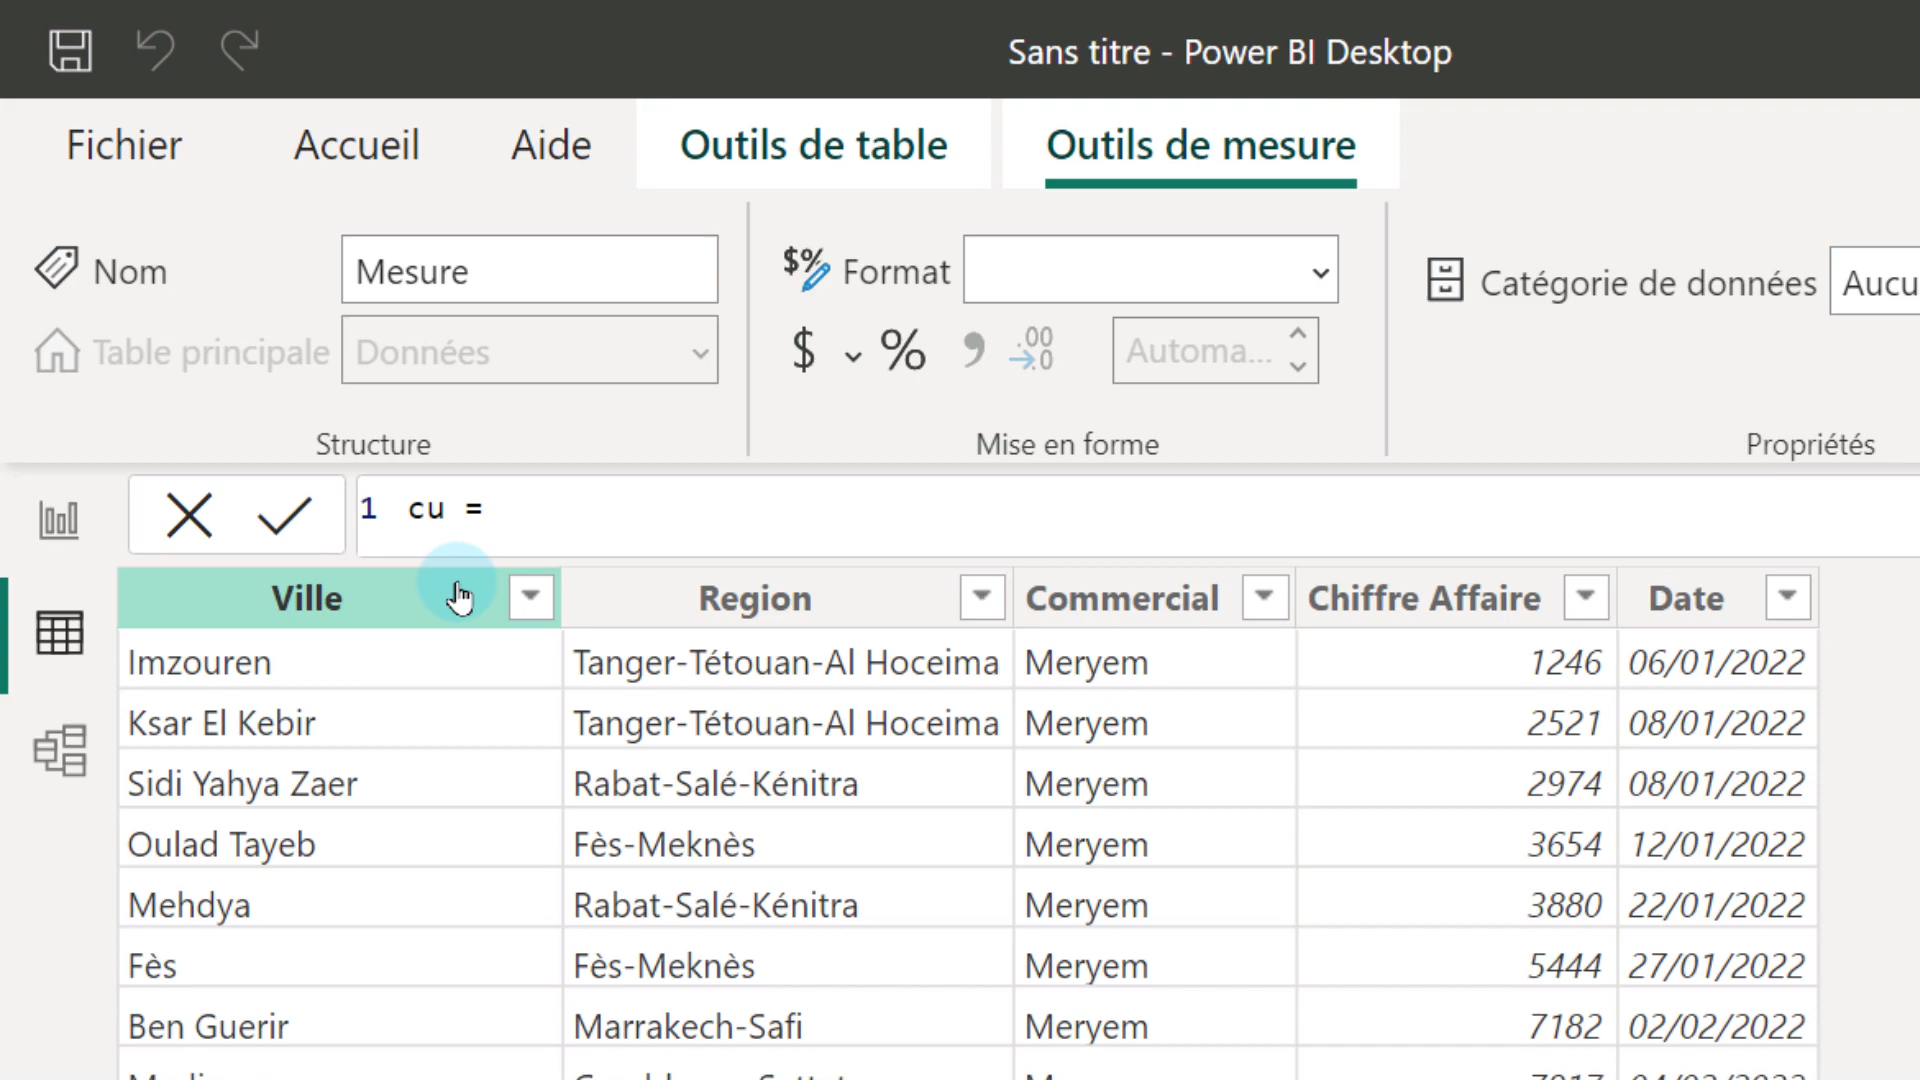 Sans titre - Power BI Desktop
Fichier Accueil Aide Outils de table Outils de mesure
Nom Mesure $% Format Catégorie de données Aucu
Table principale Données $ % , .00 →0 Automa...
Structure Mise en forme Propriétés
1 cu =
Ville Region Commercial Chiffre Affaire Date
Imzouren Tanger-Tétouan-Al Hoceima Meryem 1246 06/01/2022
Ksar El Kebir Tanger-Tétouan-Al Hoceima Meryem 2521 08/01/2022
Sidi Yahya Zaer Rabat-Salé-Kénitra Meryem 2974 08/01/2022
Oulad Tayeb Fès-Meknès Meryem 3654 12/01/2022
Mehdya Rabat-Salé-Kénitra Meryem 3880 22/01/2022
Fès Fès-Meknès Meryem 5444 27/01/2022
Ben Guerir Marrakech-Safi Meryem 7182 02/02/2022